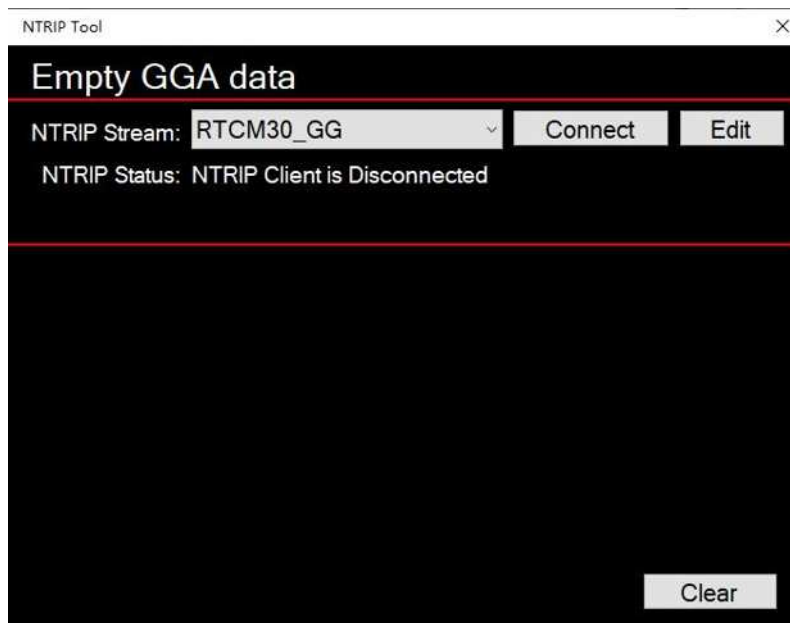 NTRIP Tool
Empty GGA data
NTRIP Stream: RTCM30_GG Connect Edit
NTRIP Status: NTRIP Client is Disconnected
Clear